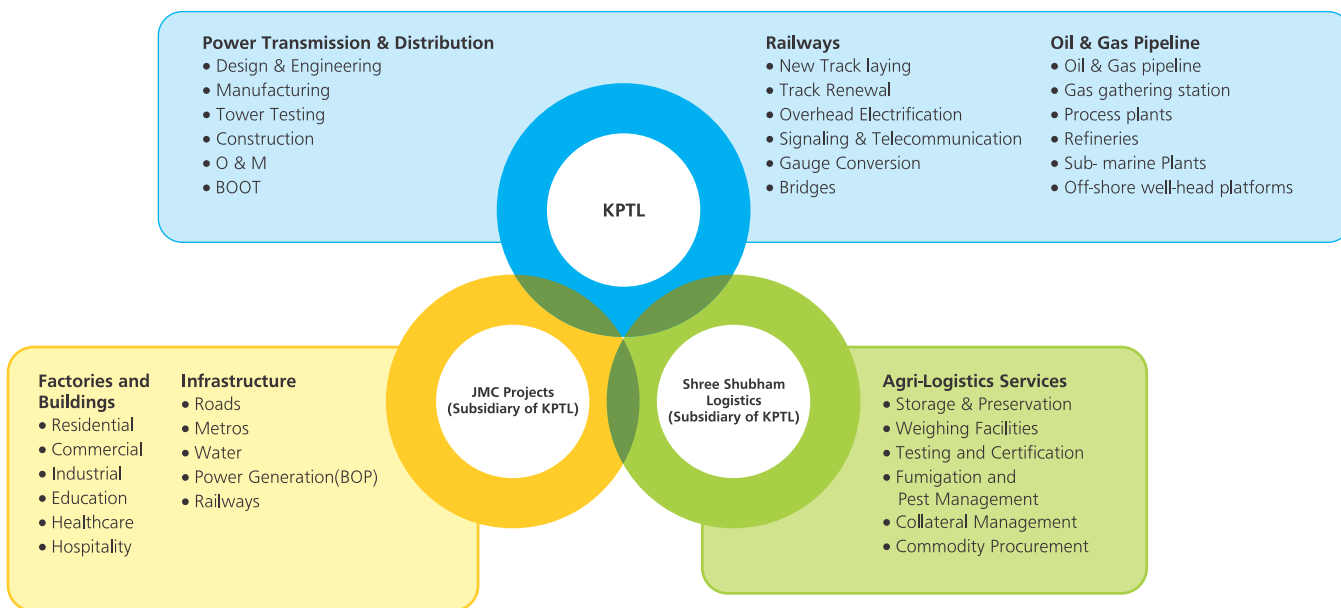 Power Transmission & Distribution
• Design & Engineering
• Manufacturing
• Tower Testing
• Construction
• O & M
• BOOT
Railways
• New Track laying
• Track Renewal
• Overhead Electrification
• Signaling & Telecommunication
• Gauge Conversion
• Bridges
Oil & Gas Pipeline
• Oil & Gas pipeline
• Gas gathering station
• Process plants
• Refineries
• Sub- marine Plants
• Off-shore well-head platforms
KPTL
Factories and
Buildings
• Residential
• Commercial
• Industrial
• Education
• Healthcare
• Hospitality
Infrastructure
• Roads
• Metros
• Water
• Power Generation(BOP)
• Railways
JMC Projects
(Subsidiary of KPTL)
Shree Shubham
Logistics
(Subsidiary of KPTL)
Agri-Logistics Services
• Storage & Preservation
• Weighing Facilities
• Testing and Certification
• Fumigation and
Pest Management
• Collateral Management
• Commodity Procurement